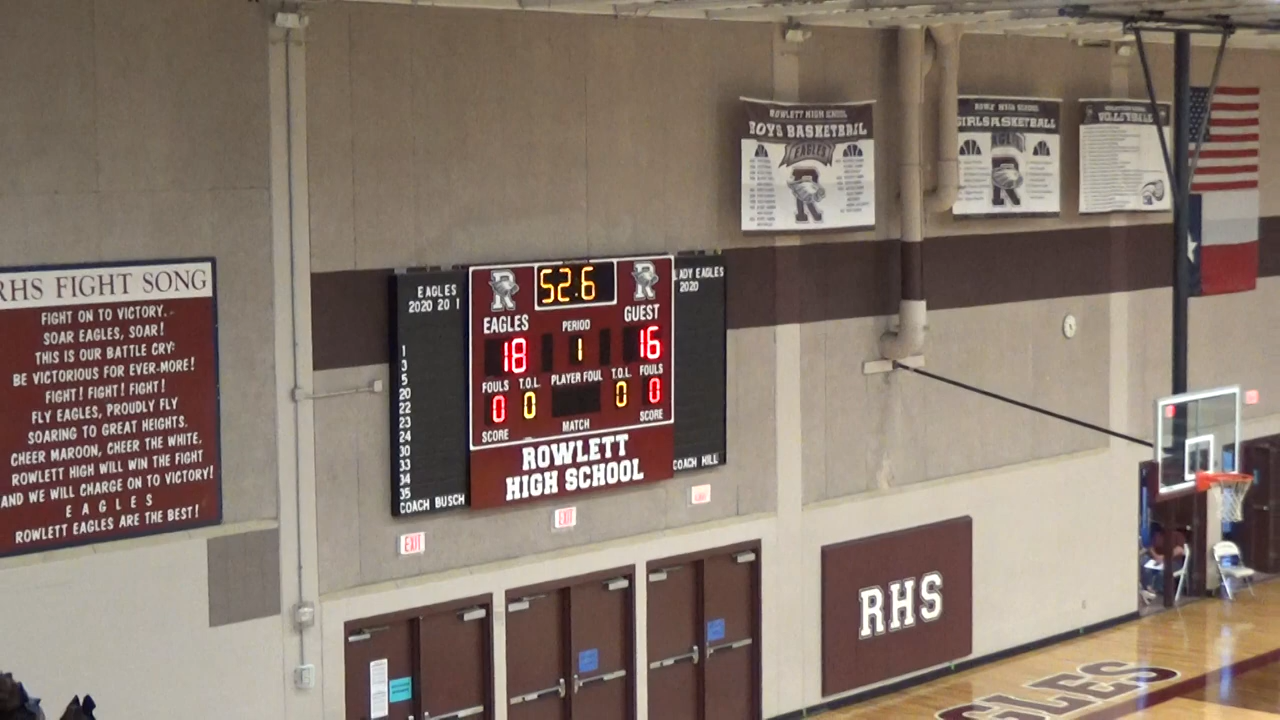 RHS FIGHT SONG
FIGHT ON TO VICTORY.
SOAR EAGLES, SOAR!
THIS IS OUR BATTLE CRY:
BE VICTORIOUS FOR EVER-MORE!
FIGHT! FIGHT! FIGHT!
FLY EAGLES, PROUDLY FLY
SOARING TO GREAT HEIGHTS.
CHEER MAROON, CHEER THE WHITE,
ROWLETT HIGH WILL WIN THE FIGHT
AND WE WILL CHARGE ON TO VICTORY!
E A G L E S
ROWLETT EAGLES ARE THE BEST!
EAGLES
2020 20 1
1
3
5
20
22
23
24
30
33
34
35
COACH BUSCH
R
52.6
R
EAGLES
PERIOD
GUEST
18
1
16
FOULS
T.O.L.
PLAYER FOUL
T.O.L.
FOULS
0
0
0
0
SCORE
MATCH
SCORE
ROWLETT
HIGH SCHOOL
LADY EAGLES
2020
COACH HILL
EXIT
EXIT
ROWLETT HIGH SCHOOL
BOYS BASKETBALL
EAGLES
R
HIGH SCHOOL
GIRLS BASKETBALL
EAGLES
R
VOLLEYBALL
RHS
GLES